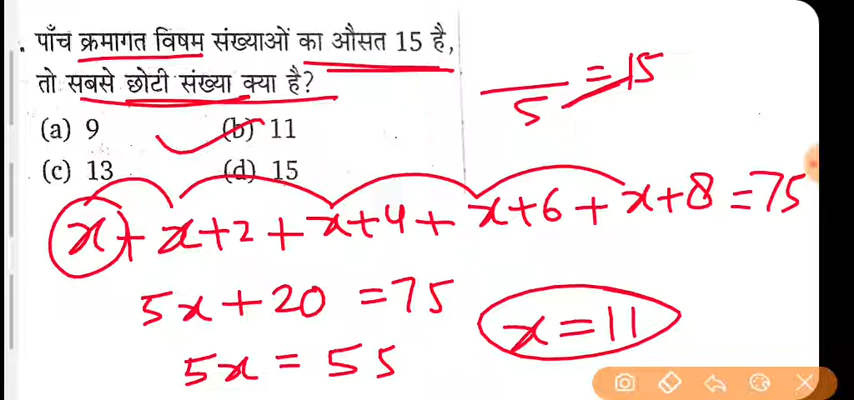 . पाँच क्रमागत विषम संख्याओं का औसत 15 है,
तो सबसे छोटी संख्या क्या है?
(a) 9 (b) 11
(c) 13 (d) 15
/5 = 15
x + x+2 + x+4 + x+6 + x+8 = 75
5x + 20 = 75
5x = 55
x = 11